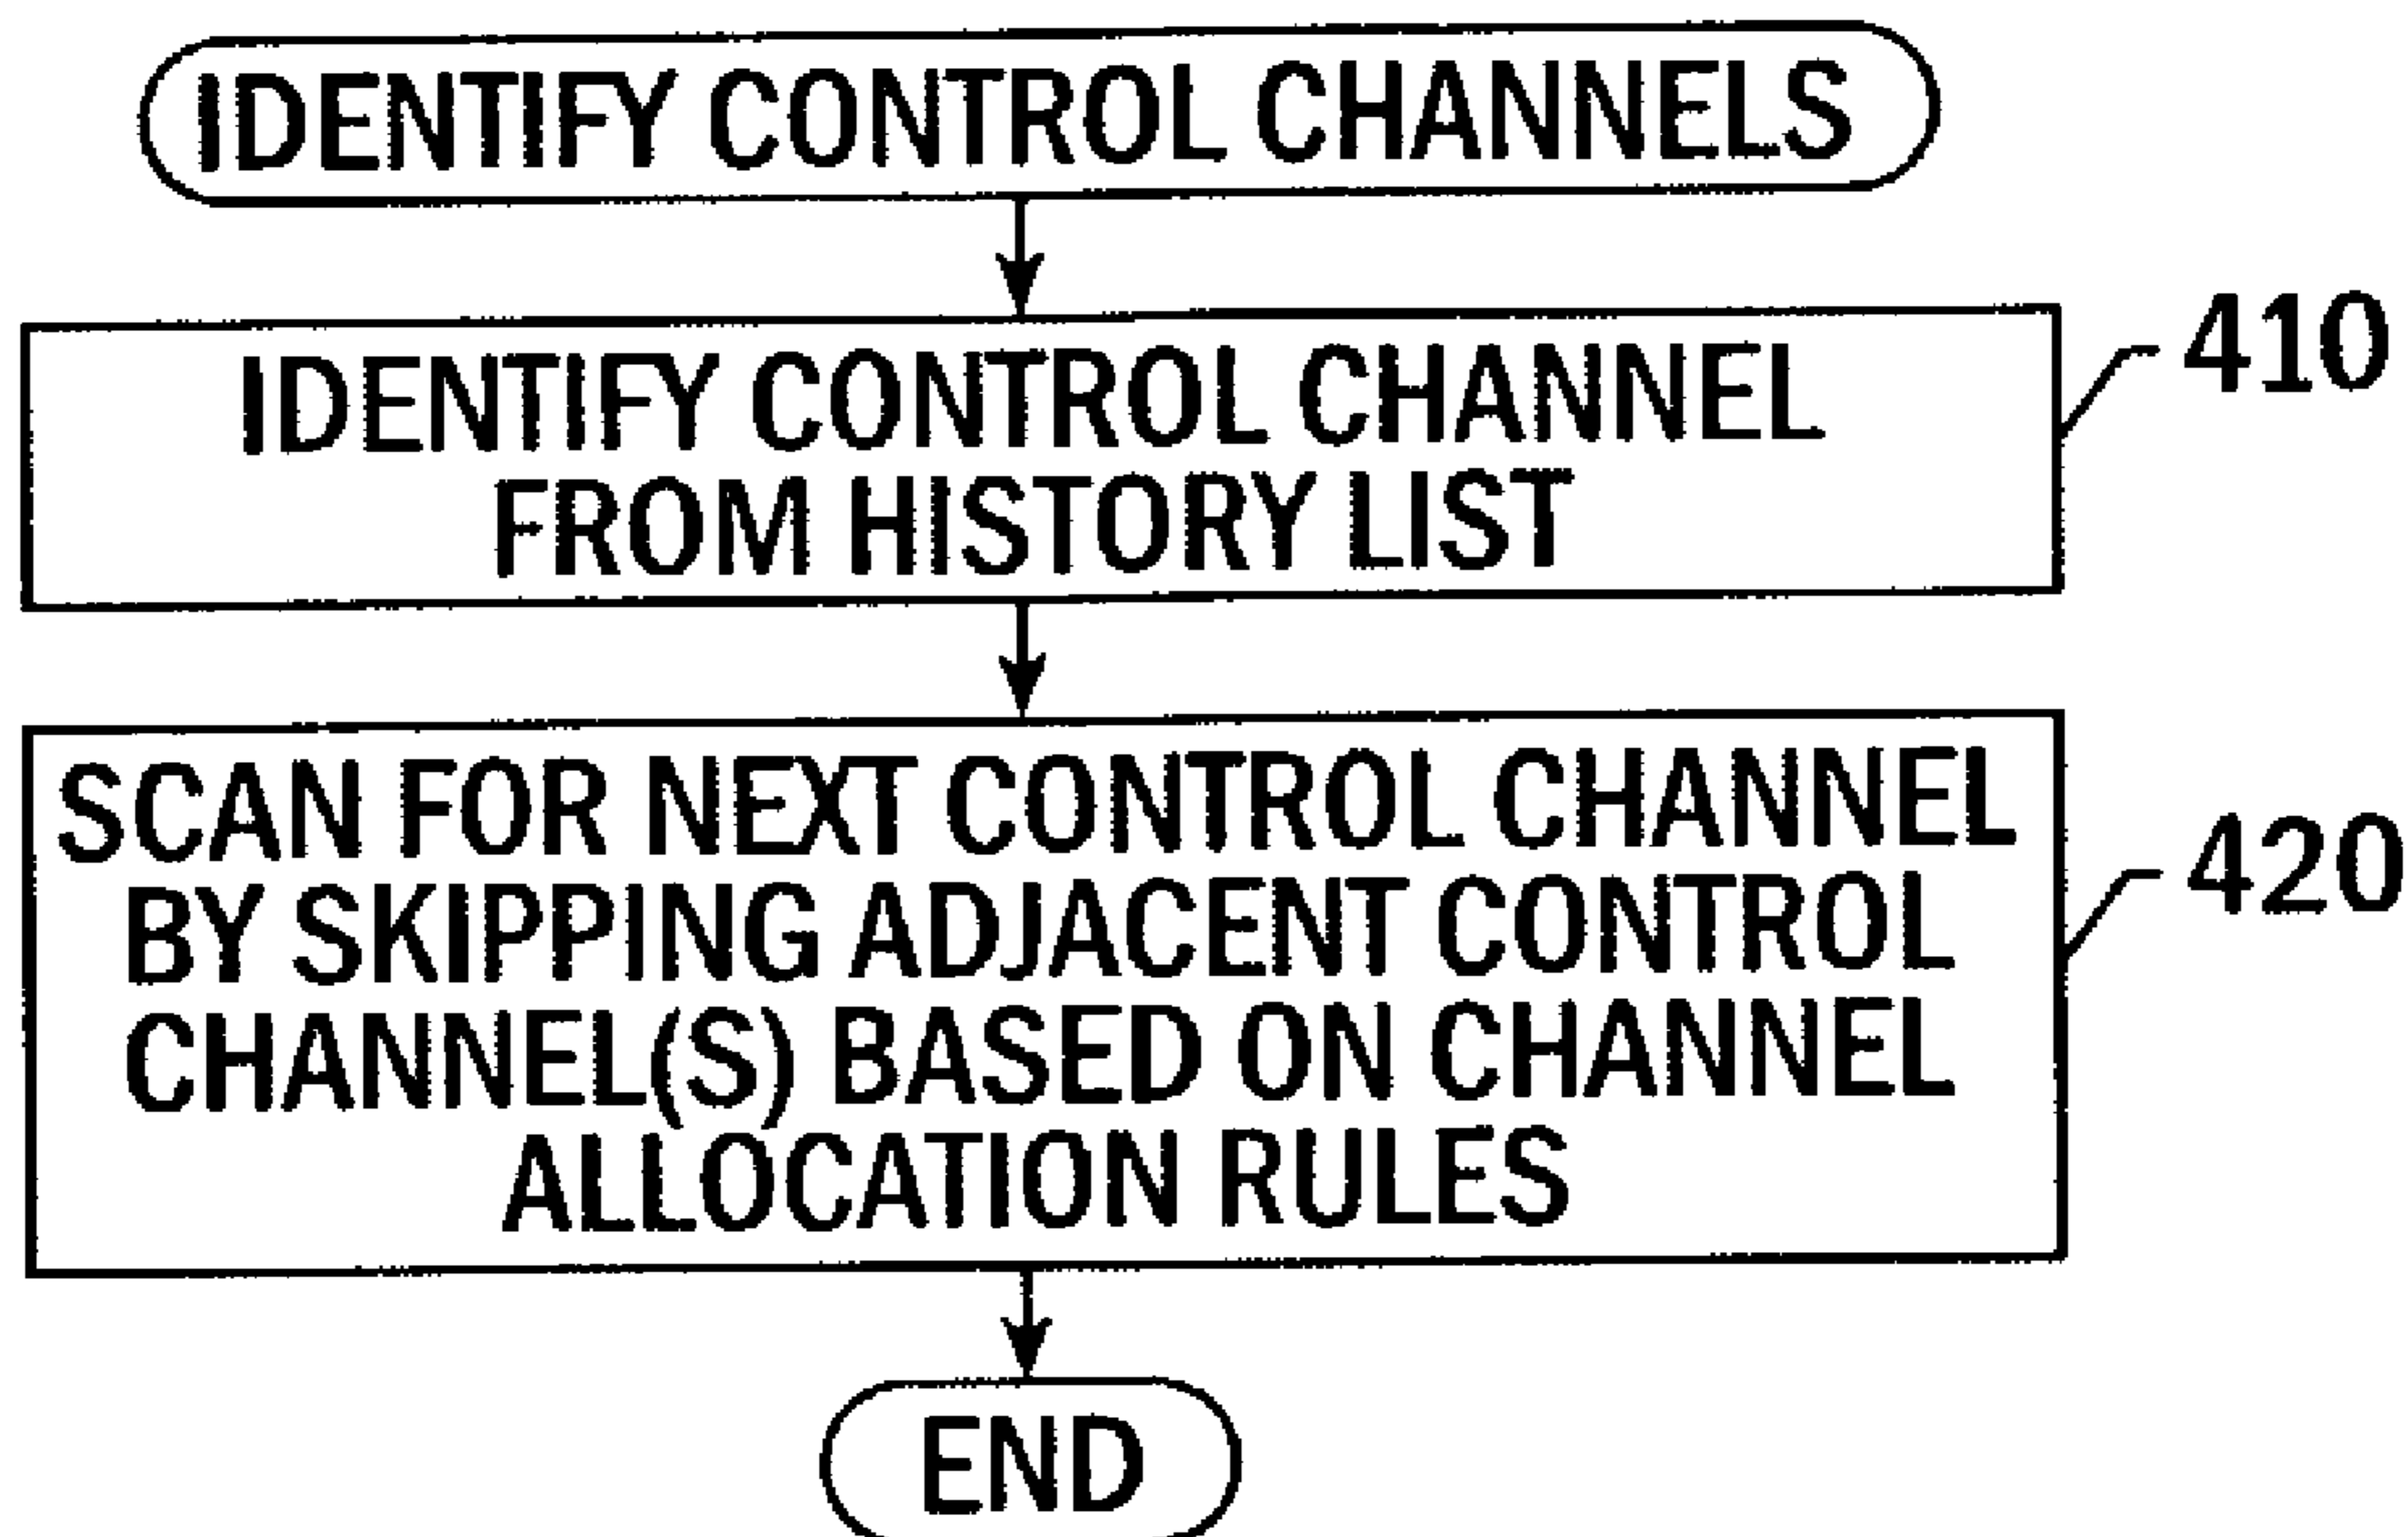 IDENTIFY CONTROL CHANNELS
IDENTIFY CONTROL CHANNEL
FROM HISTORY LIST
410
SCAN FOR NEXT CONTROL CHANNEL
BY SKIPPING ADJACENT CONTROL
CHANNEL(S) BASED ON CHANNEL
ALLOCATION RULES
420
END